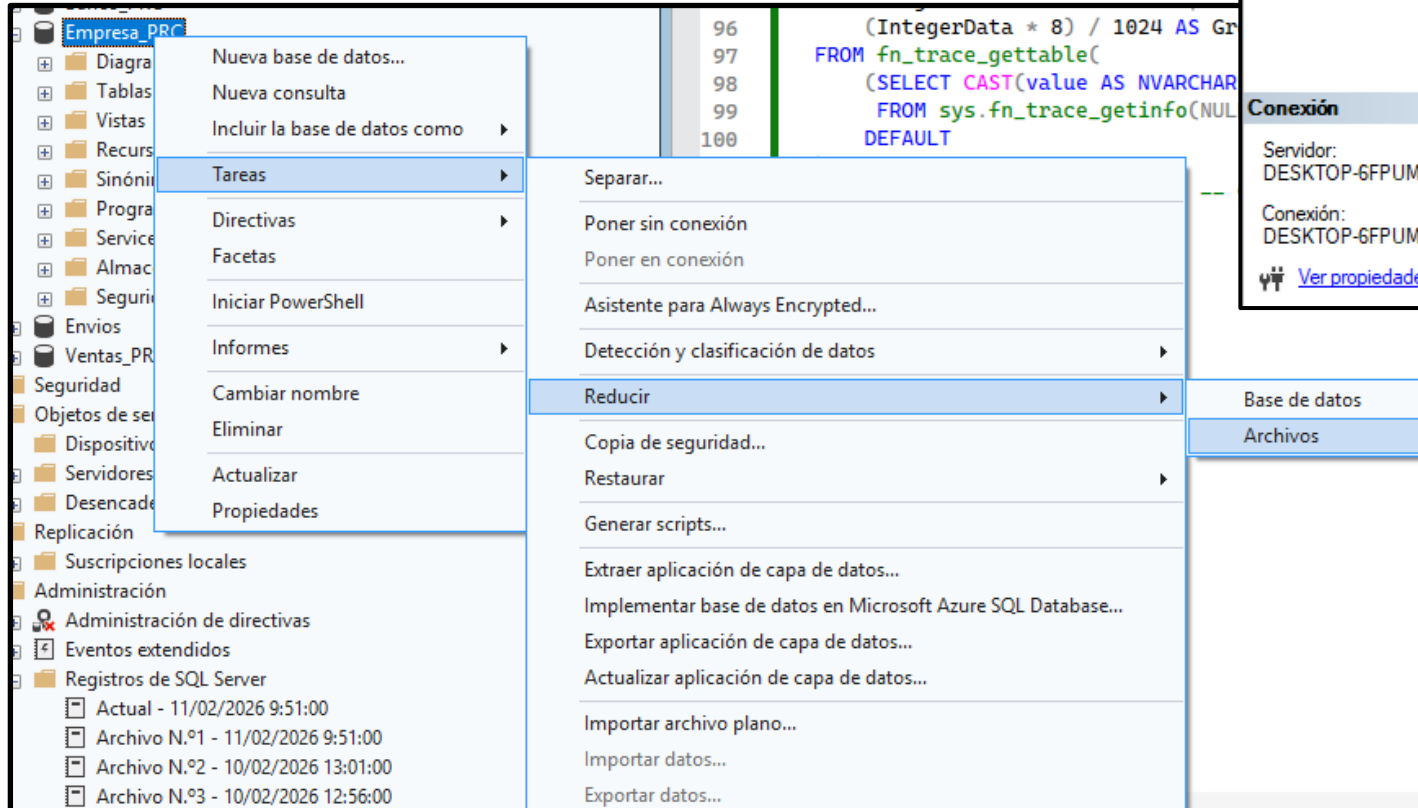 Empresa_PRC
Diagra
Tablas
Vistas
Recurs
Sinóni
Progra
Service
Almac
Seguri
Envios
Ventas_PR
Seguridad
Objetos de ser
Dispositivo
Servidores
Desencade
Replicación
Suscripciones locales
Administración
Administración de directivas
Eventos extendidos
Registros de SQL Server
Actual - 11/02/2026 9:51:00
Archivo N.º1 - 11/02/2026 9:51:00
Archivo N.º2 - 10/02/2026 13:01:00
Archivo N.º3 - 10/02/2026 12:56:00
Nueva base de datos...
Nueva consulta
Incluir la base de datos como
Tareas
Directivas
Facetas
Iniciar PowerShell
Informes
Cambiar nombre
Eliminar
Actualizar
Propiedades
Separar...
Poner sin conexión
Poner en conexión
Asistente para Always Encrypted...
Detección y clasificación de datos
Reducir
Copia de seguridad...
Restaurar
Generar scripts...
Extraer aplicación de capa de datos...
Implementar base de datos en Microsoft Azure SQL Database...
Exportar aplicación de capa de datos...
Actualizar aplicación de capa de datos...
Importar archivo plano...
Importar datos...
Exportar datos...
Base de datos
Archivos
96 (IntegerData * 8) / 1024 AS Gr
97 FROM fn_trace_gettable(
98 (SELECT CAST(value AS NVARCHAR
99 FROM sys.fn_trace_getinfo(NUL
100 DEFAULT
--
Conexión
Servidor:
DESKTOP-6FPUM
Conexión:
DESKTOP-6FPUM
Ver propiedade